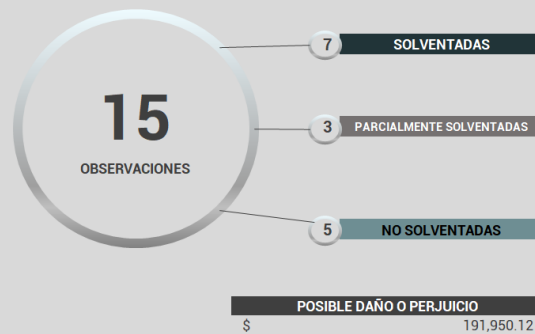 15
OBSERVACIONES
7
SOLVENTADAS
3
PARCIALMENTE SOLVENTADAS
5
NO SOLVENTADAS
POSIBLE DAÑO O PERJUICIO
$ 191,950.12